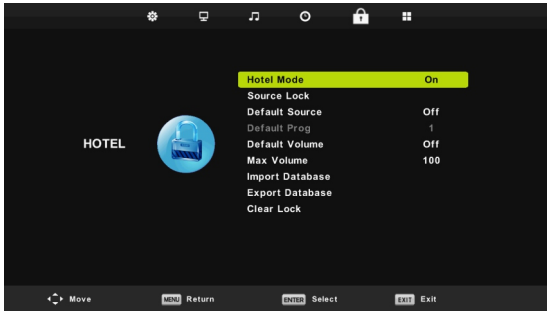 Hotel Mode On
Source Lock
Default Source Off
Default Prog 1
HOTEL
Default Volume Off
Max Volume 100
Import Database
Export Database
Clear Lock
Move MENU Return ENTER Select EXIT Exit